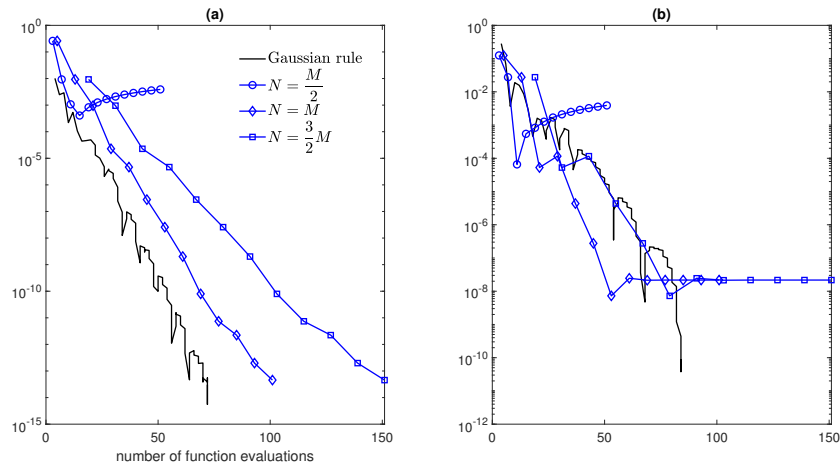 (a)
10^0
10^-5
10^-10
10^-15
0
50
100
150
number of function evaluations
Gaussian rule
N = M/2
N = M
N = 3/2 M
(b)
10^0
10^-2
10^-4
10^-6
10^-8
10^-10
10^-12
0
50
100
150